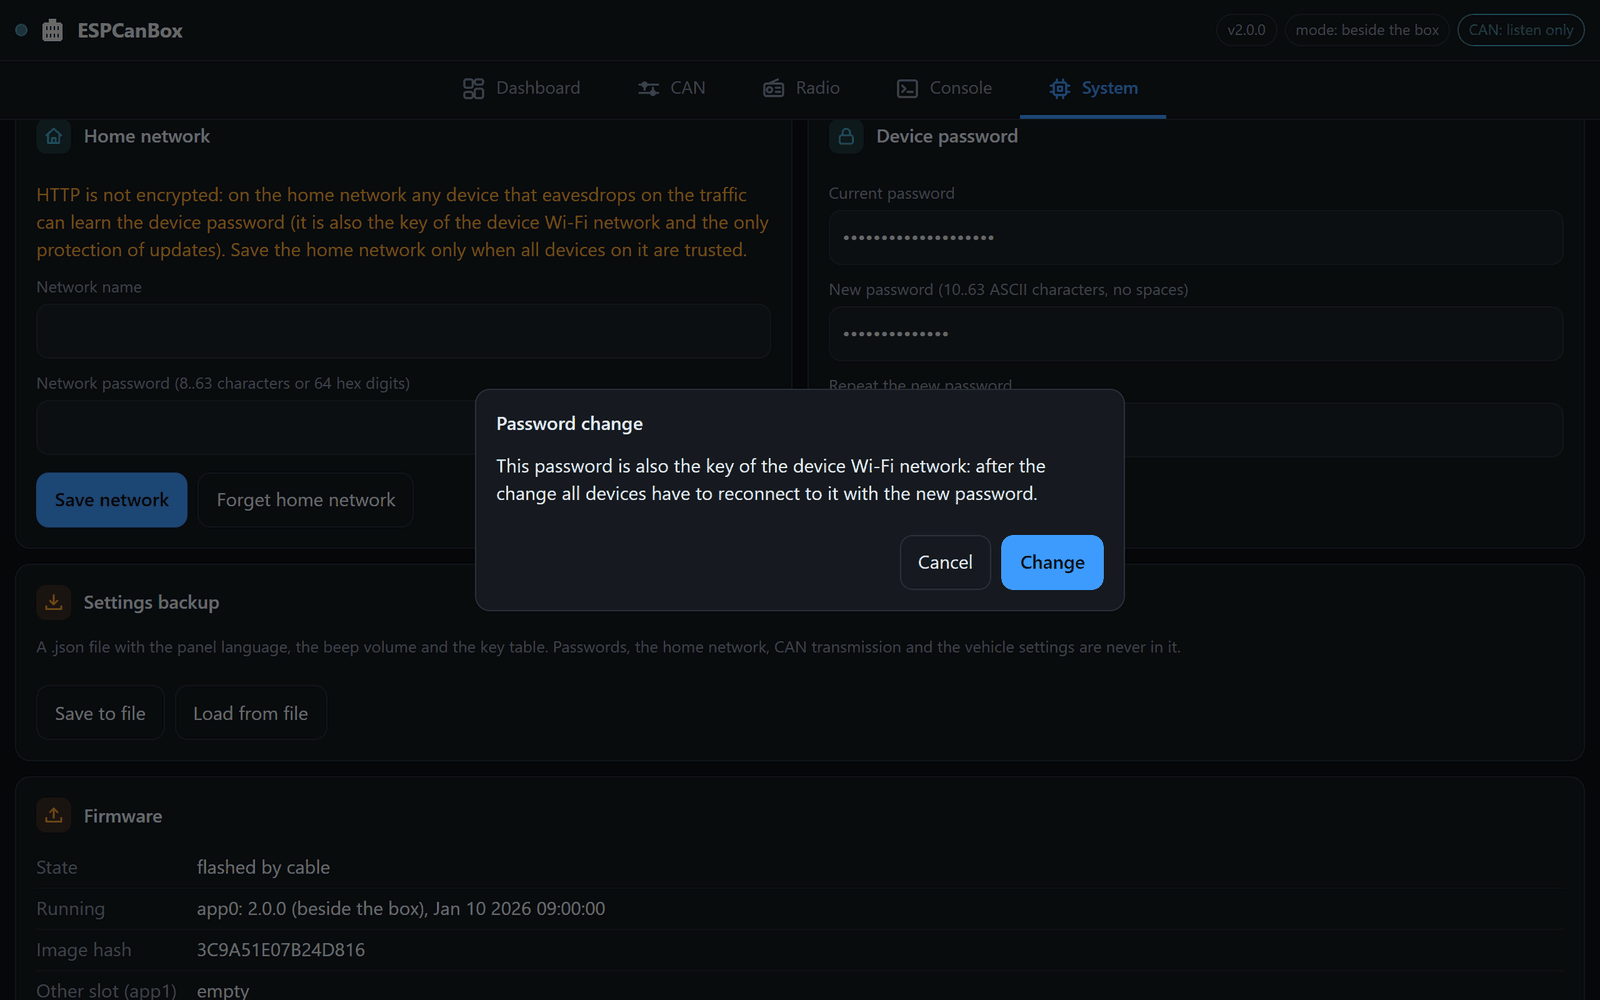 ESPCanBox
v2.0.0
mode: beside the box
CAN: listen only
Dashboard
CAN
Radio
Console
System
Home network
HTTP is not encrypted: on the home network any device that eavesdrops on the traffic
can learn the device password (it is also the key of the device Wi-Fi network and the only
protection of updates). Save the home network only when all devices on it are trusted.
Network name
Network password (8..63 characters or 64 hex digits)
Save network
Forget home network
Device password
Current password
••••••••••••••••••••
New password (10..63 ASCII characters, no spaces)
••••••••••••••
Repeat the new password
Password change
This password is also the key of the device Wi-Fi network: after the
change all devices have to reconnect to it with the new password.
Cancel
Change
Settings backup
A .json file with the panel language, the beep volume and the key table. Passwords, the home network, CAN transmission and the vehicle settings are never in it.
Save to file
Load from file
Firmware
State flashed by cable
Running app0: 2.0.0 (beside the box), Jan 10 2026 09:00:00
Image hash 3C9A51E07B24D816
Other slot (app1) empty